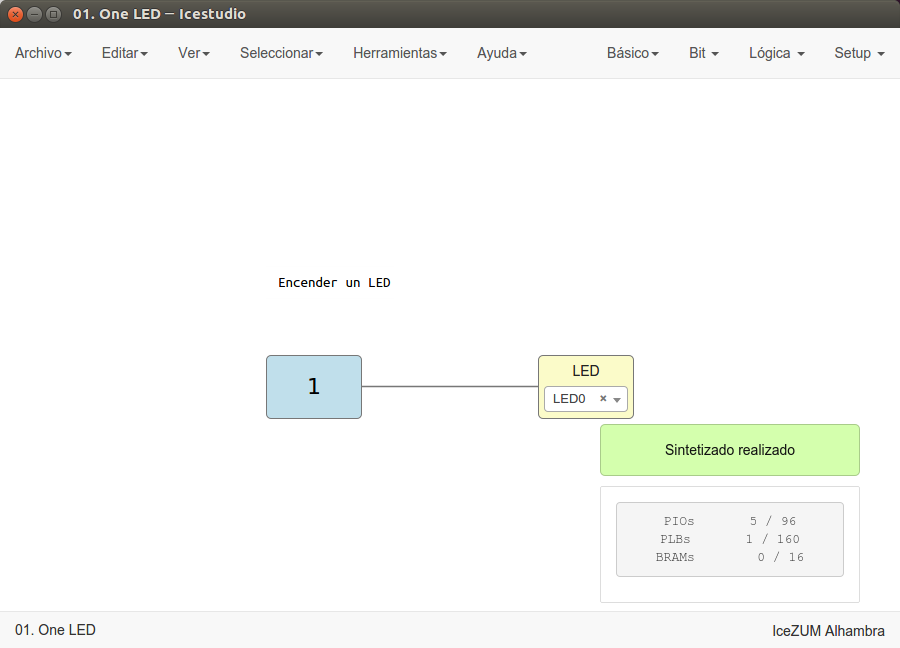 01. One LED — Icestudio
Archivo Editar Ver Seleccionar Herramientas Ayuda Básico Bit Lógica Setup
Encender un LED
1
LED
LED0
Sintetizado realizado
PIOs 5 / 96
PLBs 1 / 160
BRAMs 0 / 16
01. One LED IceZUM Alhambra